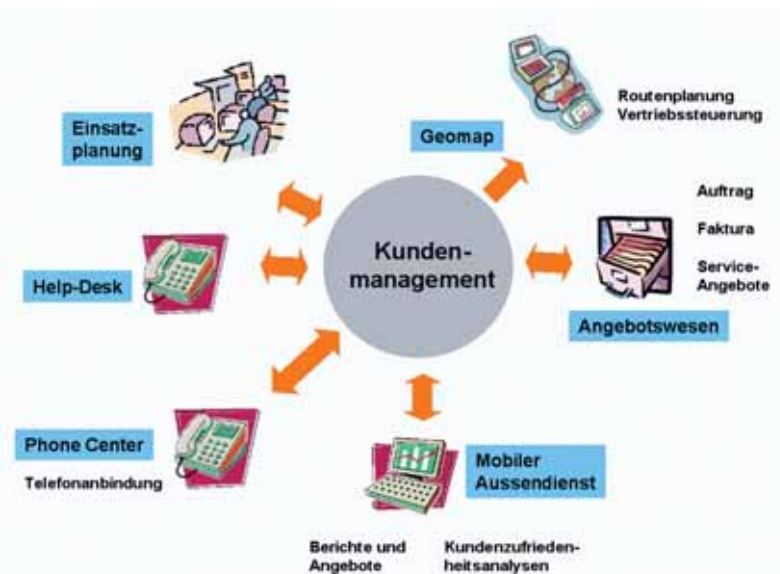 Einsatz-
planung
Geomap
Routenplanung
Vertriebssteuerung
Auftrag
Faktura
Service-
Angebote
Angebotswesen
Kunden-
management
Help-Desk
Phone Center
Telefonanbindung
Mobiler
Aussendienst
Berichte und
Angebote
Kundenzufrieden-
heitsanalysen